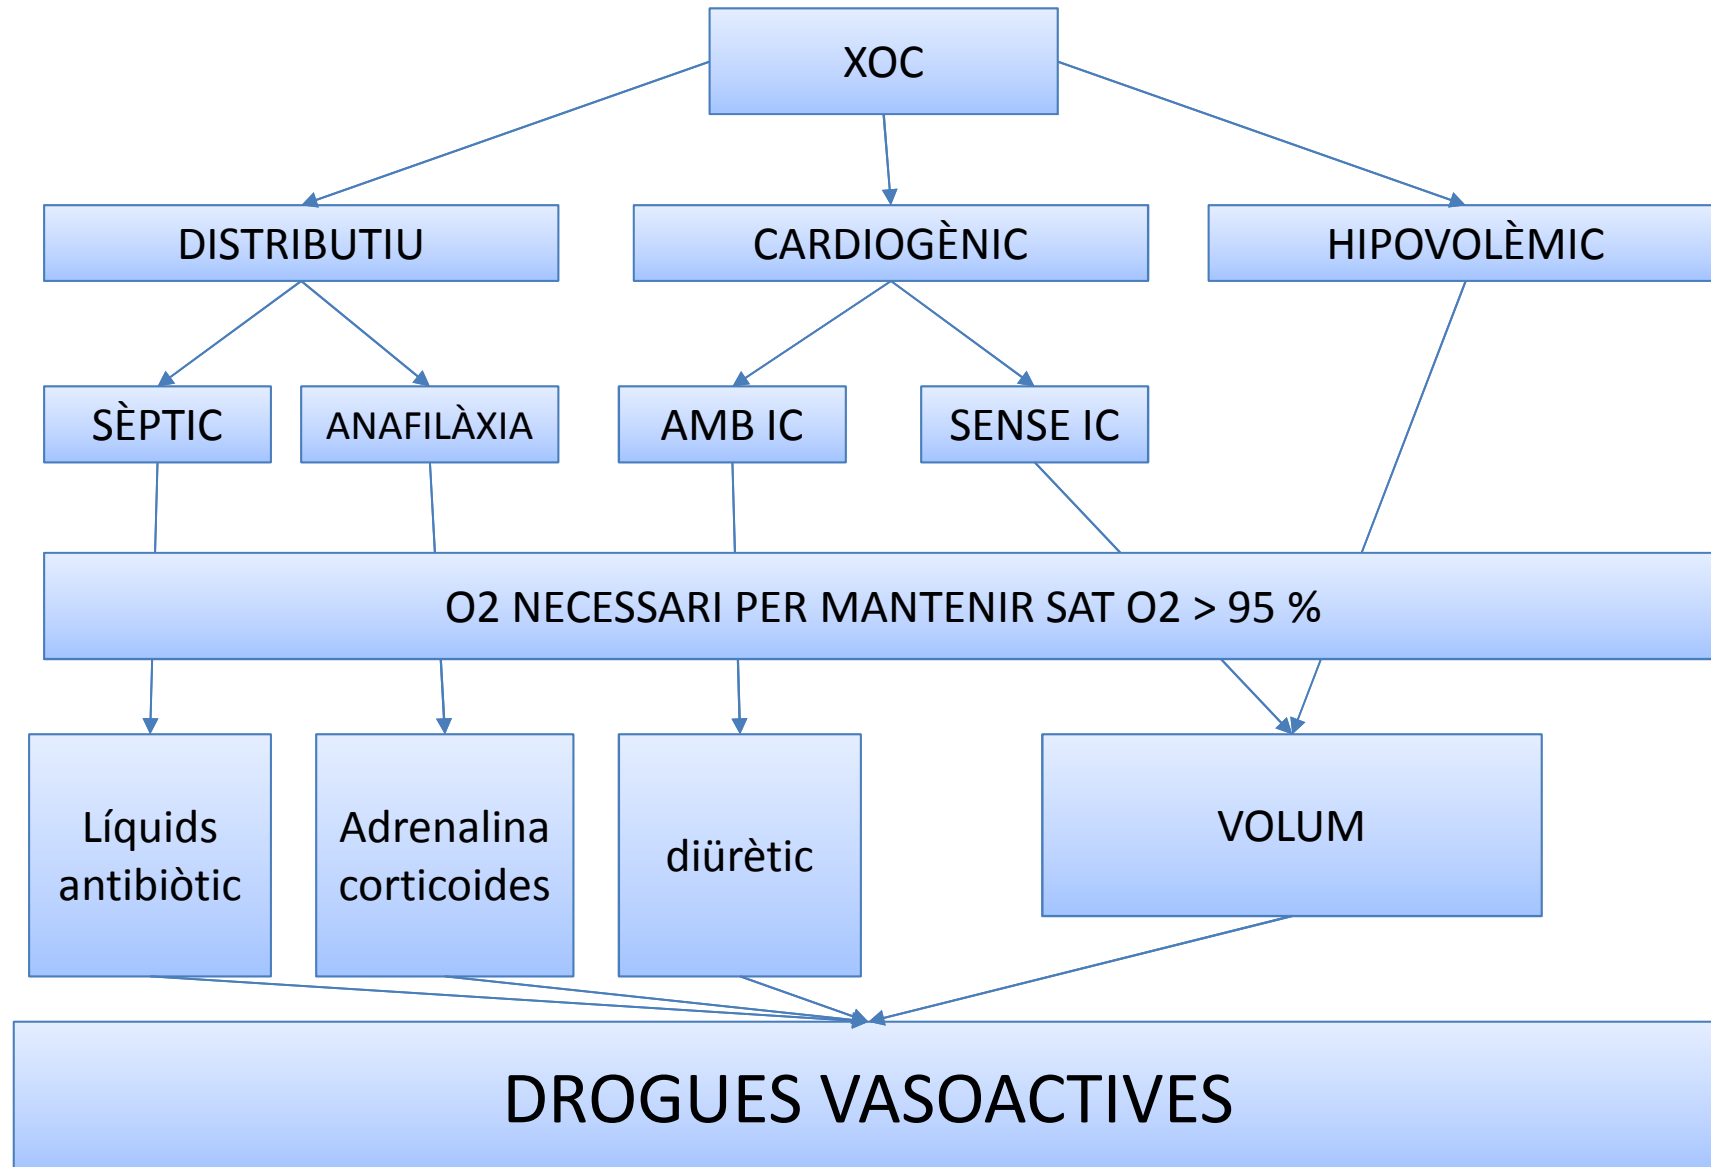 XOC
DISTRIBUTIU
CARDIOGÈNIC
HIPOVOLÈMIC
SÈPTIC
ANAFILÀXIA
AMB IC
SENSE IC
O2 NECESSARI PER MANTENIR SAT O2 > 95 %
Líquids
antibiòtic
Adrenalina
corticoides
diürètic
VOLUM
DROGUES VASOACTIVES